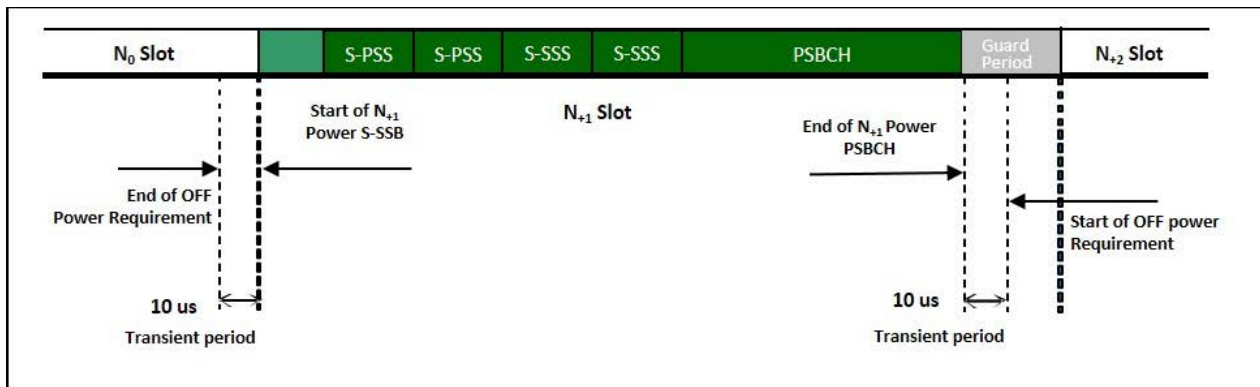 N0 Slot
S-PSS
S-PSS
S-SSS
S-SSS
PSBCH
Guard
Period
N+2 Slot
Start of N+1
Power S-SSB
N+1 Slot
End of N+1 Power
PSBCH
End of OFF
Power Requirement
Start of OFF power
Requirement
10 us
Transient period
10 us
Transient period